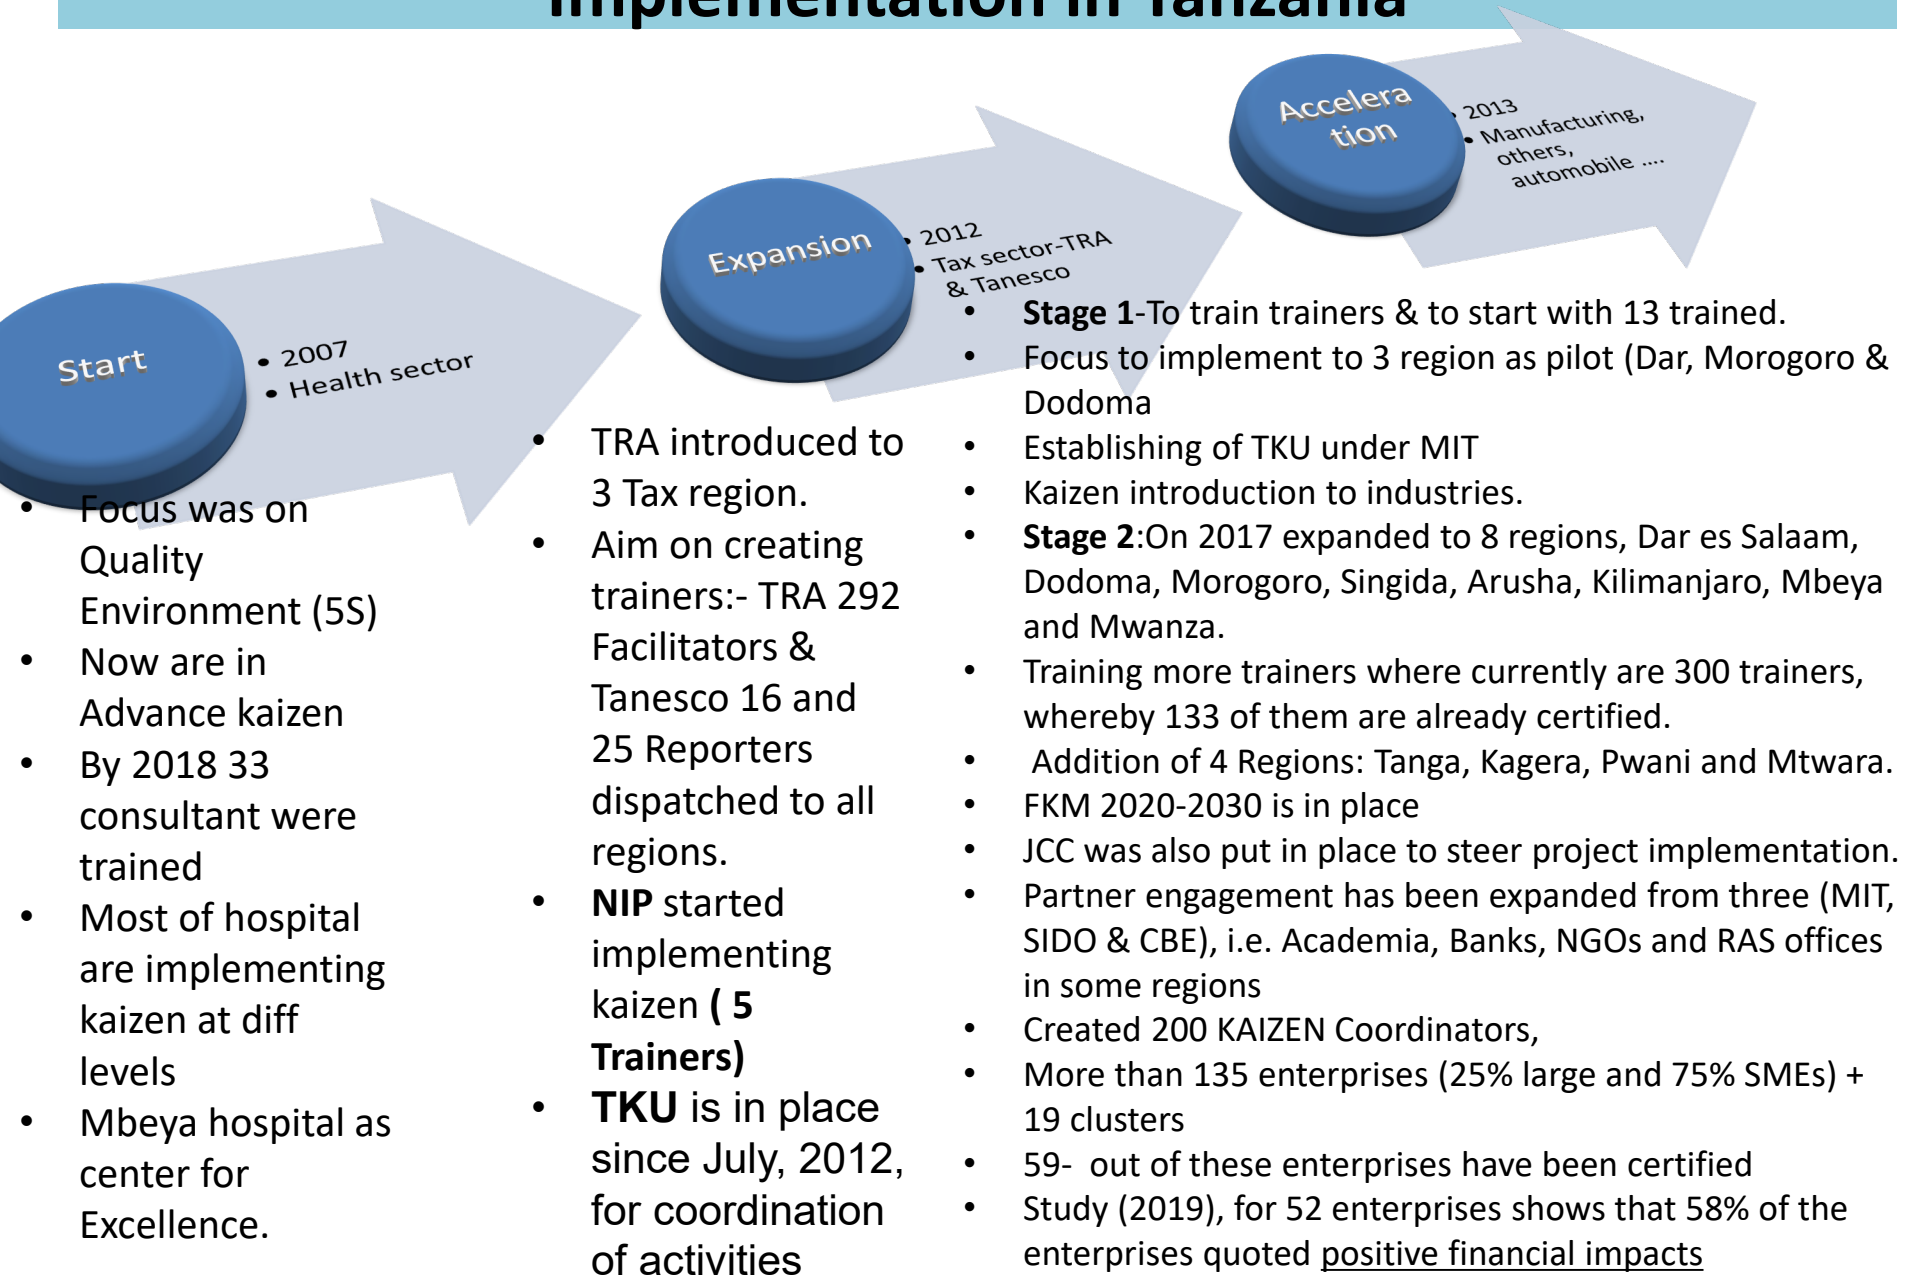 Implementation in Tanzania
Start
• 2007
• Health sector
• Focus was on
Quality
Environment (5S)
• Now are in
Advance kaizen
• By 2018 33
consultant were
trained
• Most of hospital
are implementing
kaizen at diff
levels
• Mbeya hospital as
center for
Excellence.
Expansion
• 2012
• Tax sector-TRA
& Tanesco
• TRA introduced to
3 Tax region.
• Aim on creating
trainers:- TRA 292
Facilitators &
Tanesco 16 and
25 Reporters
dispatched to all
regions.
• NIP started
implementing
kaizen ( 5
Trainers)
• TKU is in place
since July, 2012,
for coordination
of activities
Accelera
tion
• 2013
• Manufacturing,
others,
automobile ....
• Stage 1-To train trainers & to start with 13 trained.
• Focus to implement to 3 region as pilot (Dar, Morogoro &
Dodoma
• Establishing of TKU under MIT
• Kaizen introduction to industries.
• Stage 2:On 2017 expanded to 8 regions, Dar es Salaam,
Dodoma, Morogoro, Singida, Arusha, Kilimanjaro, Mbeya
and Mwanza.
• Training more trainers where currently are 300 trainers,
whereby 133 of them are already certified.
• Addition of 4 Regions: Tanga, Kagera, Pwani and Mtwara.
• FKM 2020-2030 is in place
• JCC was also put in place to steer project implementation.
• Partner engagement has been expanded from three (MIT,
SIDO & CBE), i.e. Academia, Banks, NGOs and RAS offices
in some regions
• Created 200 KAIZEN Coordinators,
• More than 135 enterprises (25% large and 75% SMEs) +
19 clusters
• 59- out of these enterprises have been certified
• Study (2019), for 52 enterprises shows that 58% of the
enterprises quoted positive financial impacts